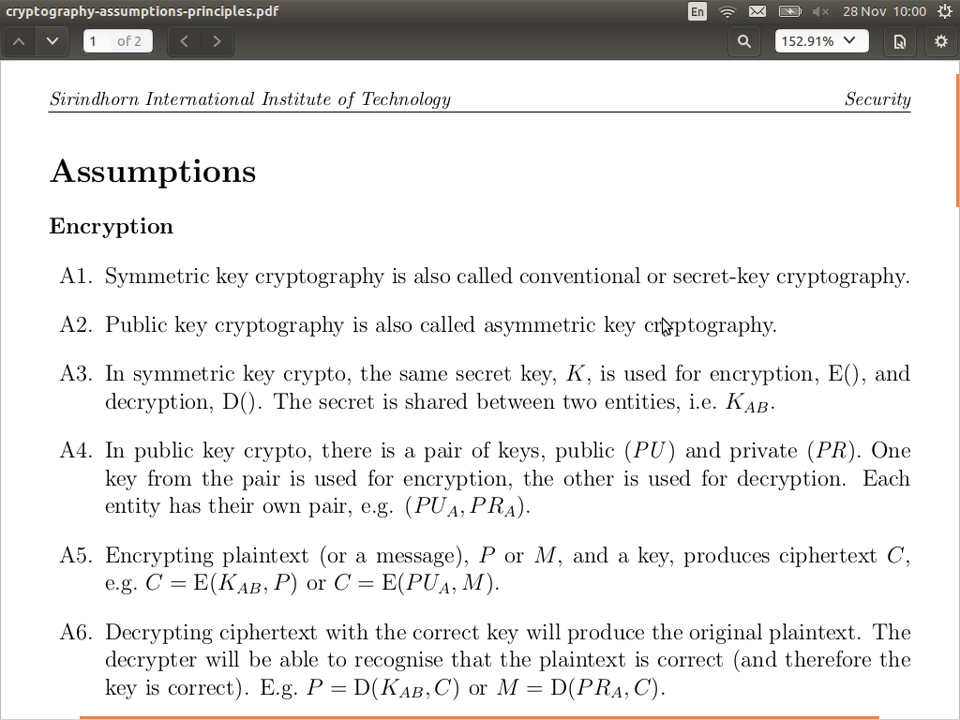 cryptography-assumptions-principles.pdf En 28 Nov 10:00
1 of 2 152.91%
Sirindhorn International Institute of Technology Security
Assumptions
Encryption
A1. Symmetric key cryptography is also called conventional or secret-key cryptography.
A2. Public key cryptography is also called asymmetric key cryptography.
A3. In symmetric key crypto, the same secret key, K, is used for encryption, E(), and
decryption, D(). The secret is shared between two entities, i.e. K_AB.
A4. In public key crypto, there is a pair of keys, public (PU) and private (PR). One
key from the pair is used for encryption, the other is used for decryption. Each
entity has their own pair, e.g. (PU_A, PR_A).
A5. Encrypting plaintext (or a message), P or M, and a key, produces ciphertext C,
e.g. C = E(K_AB, P) or C = E(PU_A, M).
A6. Decrypting ciphertext with the correct key will produce the original plaintext. The
decrypter will be able to recognise that the plaintext is correct (and therefore the
key is correct). E.g. P = D(K_AB, C) or M = D(PR_A, C).